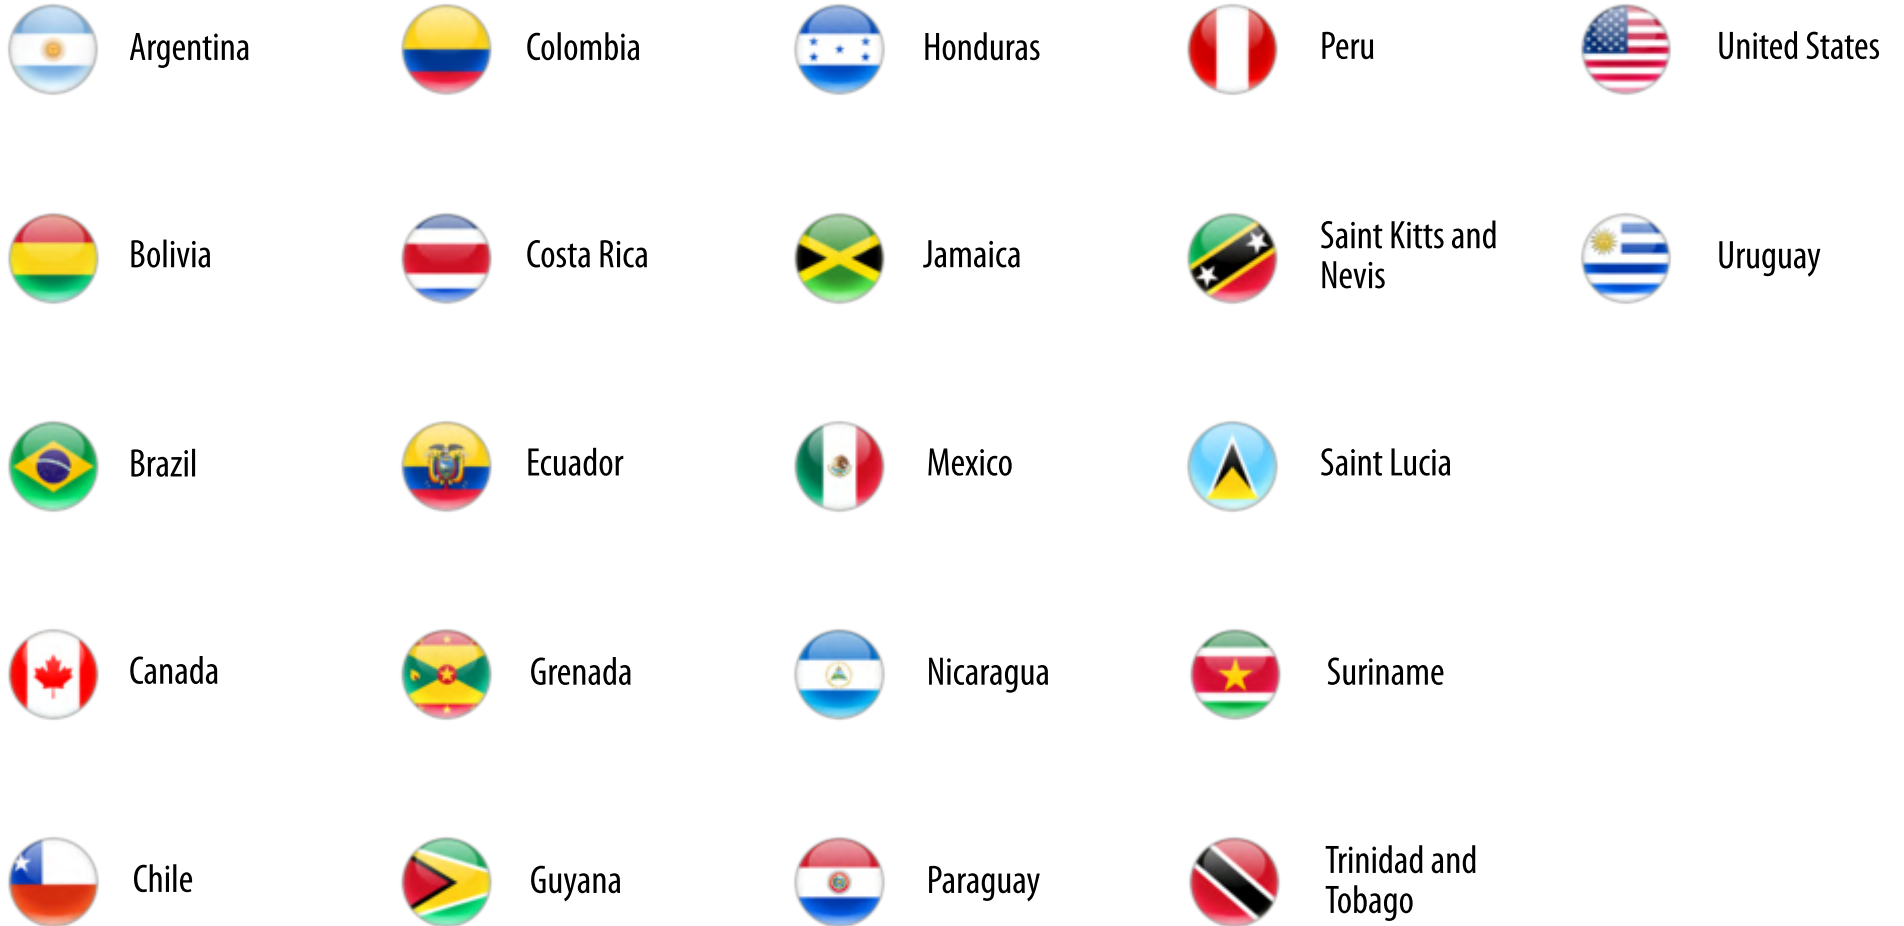 Argentina
Colombia
Honduras
Peru
United States
Bolivia
Costa Rica
Jamaica
Saint Kitts and
Nevis
Uruguay
Brazil
Ecuador
Mexico
Saint Lucia
Canada
Grenada
Nicaragua
Suriname
Chile
Guyana
Paraguay
Trinidad and
Tobago